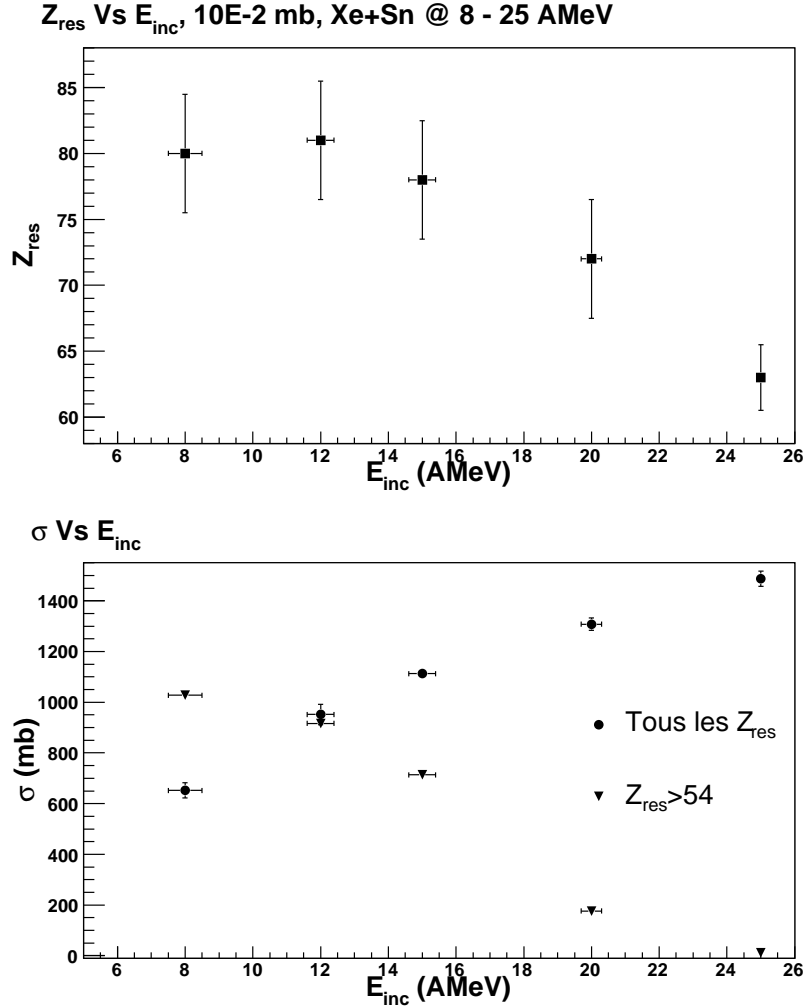 Z_res Vs E_inc, 10E-2 mb, Xe+Sn @ 8 - 25 AMeV
Z_res
85
80
75
70
65
60
6 8 10 12 14 16 18 20 22 24 26
E_inc (AMeV)
σ Vs E_inc
σ (mb)
1400
1200
1000
800
600
400
200
0
Tous les Z_res
Z_res>54
6 8 10 12 14 16 18 20 22 24 26
E_inc (AMeV)